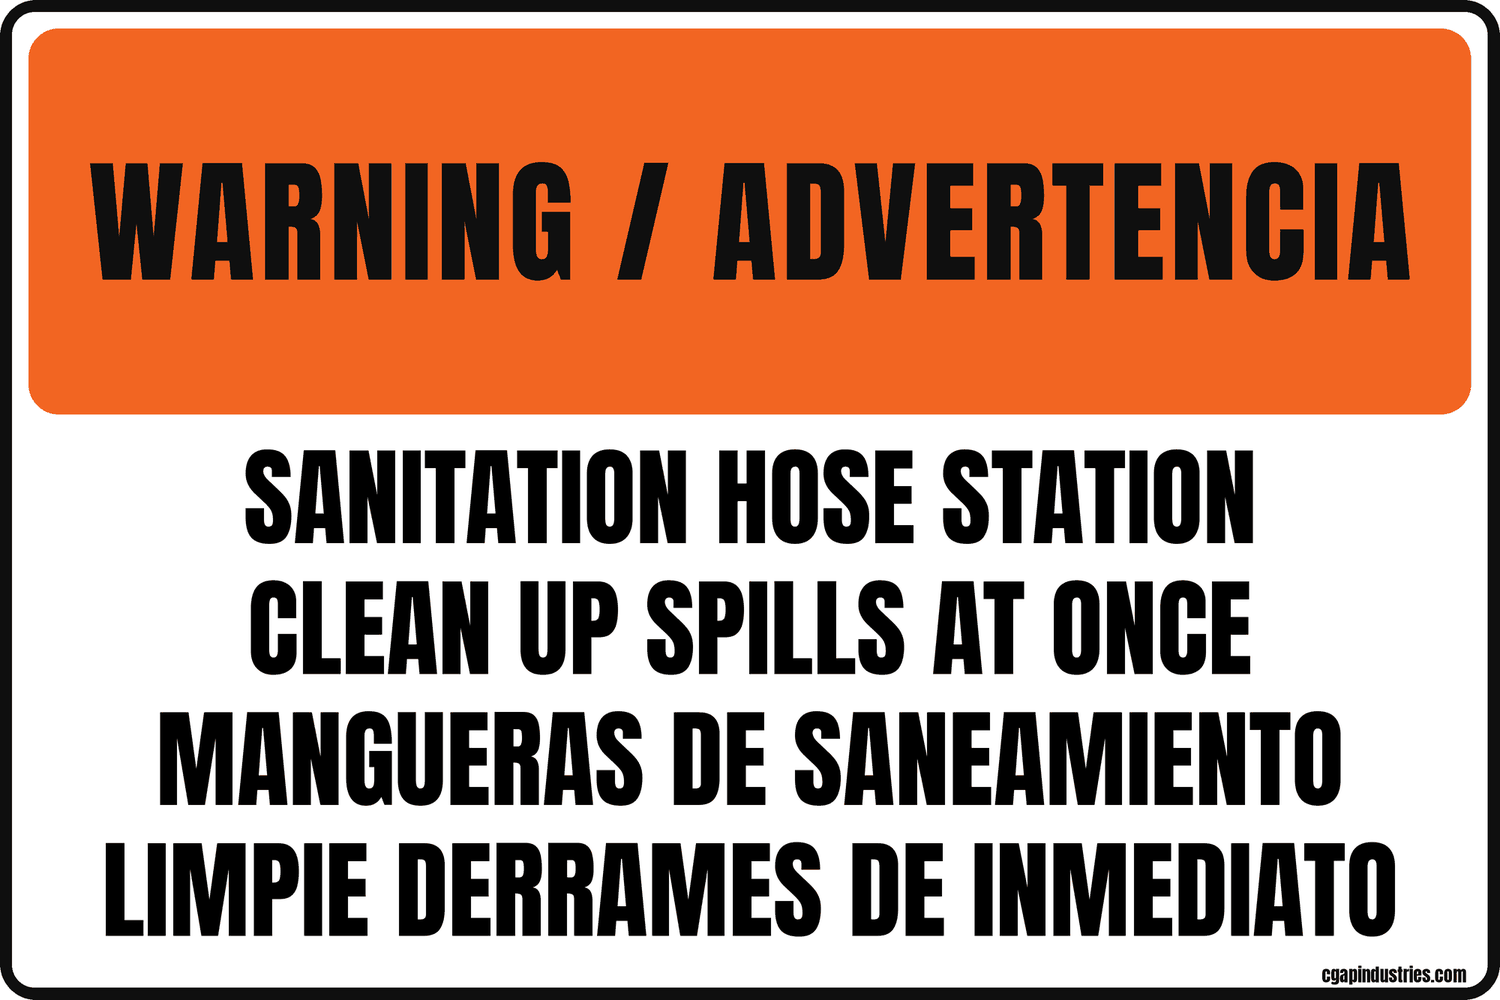 WARNING / ADVERTENCIA
SANITATION HOSE STATION
CLEAN UP SPILLS AT ONCE
MANGUERAS DE SANEAMIENTO
LIMPIE DERRAMES DE INMEDIATO
cgapindustries.com